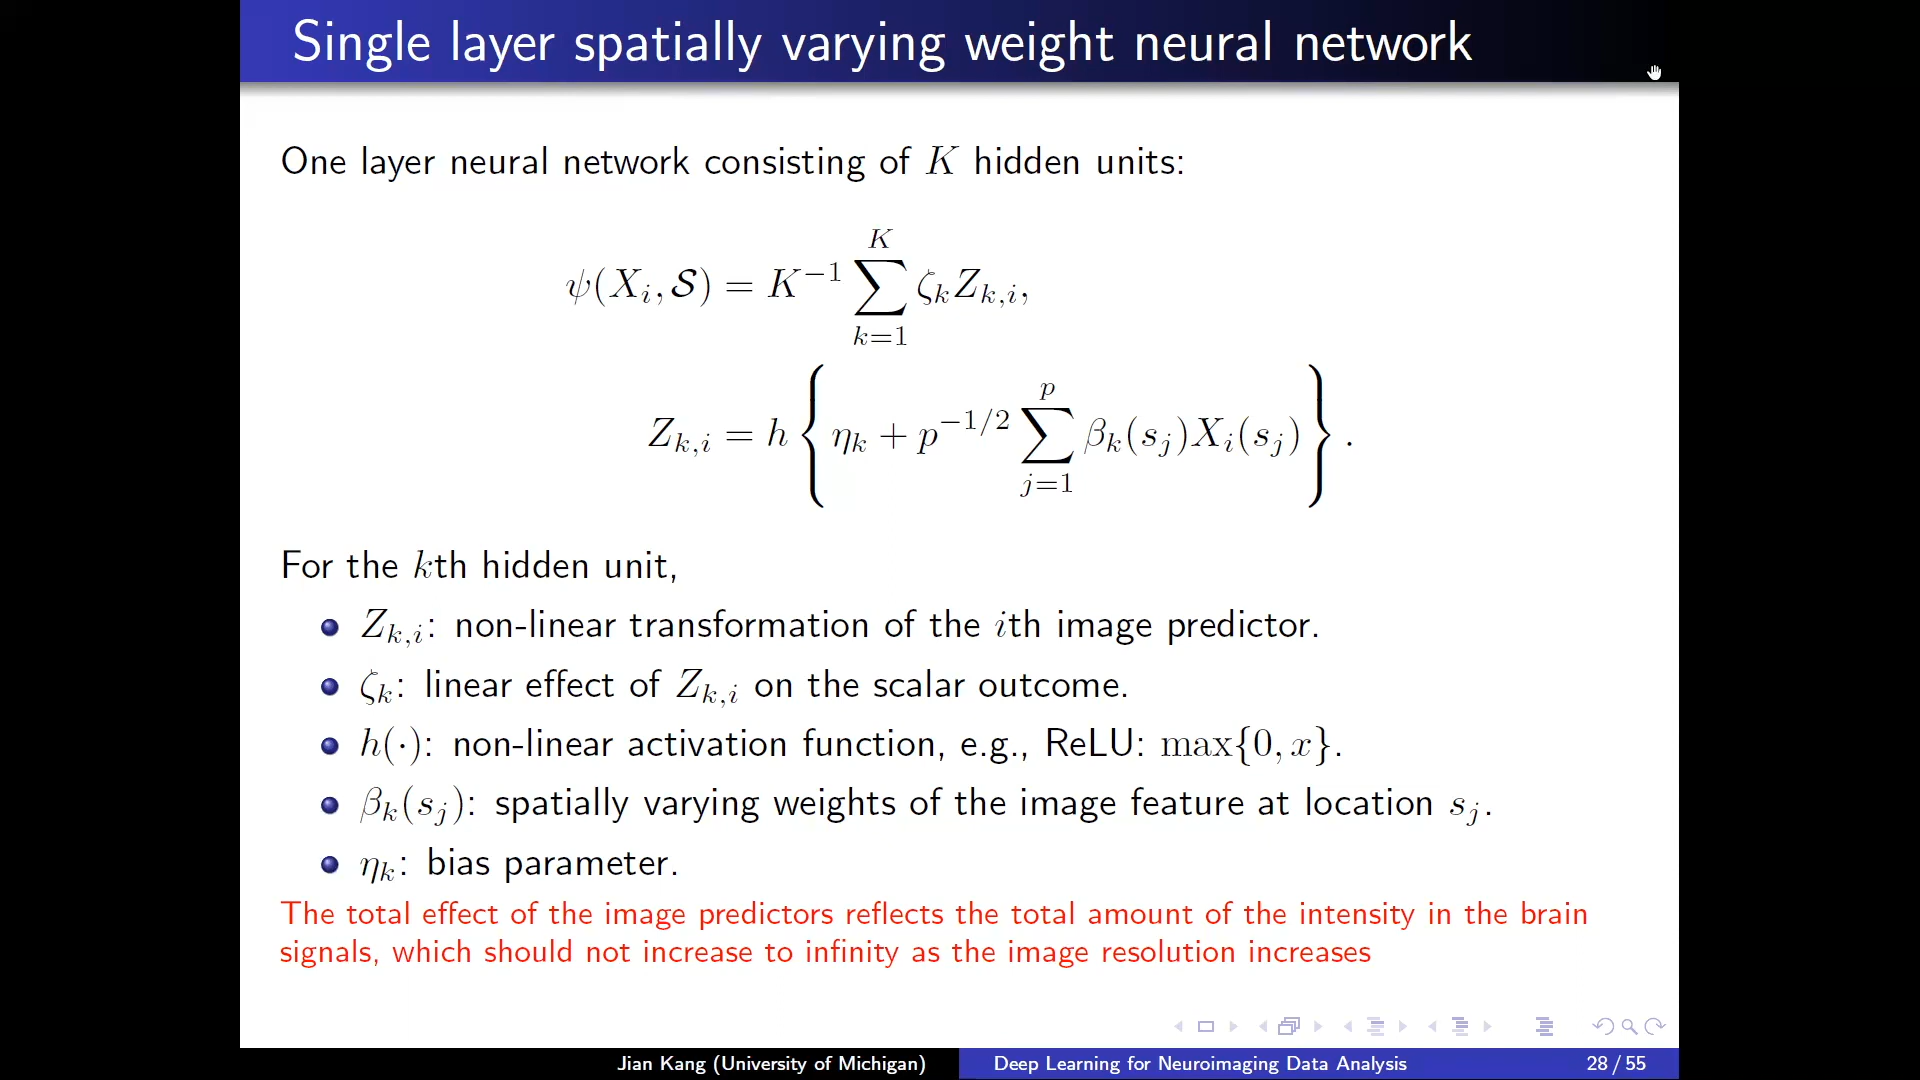 Single layer spatially varying weight neural network
One layer neural network consisting of K hidden units:
ψ(X_i, 𝒮) = K^{-1} ∑_{k=1}^{K} ζ_k Z_{k,i},
Z_{k,i} = h { η_k + p^{-1/2} ∑_{j=1}^{p} β_k(s_j)X_i(s_j) } .
For the kth hidden unit,
Z_{k,i}: non-linear transformation of the ith image predictor.
ζ_k: linear effect of Z_{k,i} on the scalar outcome.
h(·): non-linear activation function, e.g., ReLU: max{0, x}.
β_k(s_j): spatially varying weights of the image feature at location s_j.
η_k: bias parameter.
The total effect of the image predictors reflects the total amount of the intensity in the brain
signals, which should not increase to infinity as the image resolution increases
Jian Kang (University of Michigan) Deep Learning for Neuroimaging Data Analysis 28 / 55